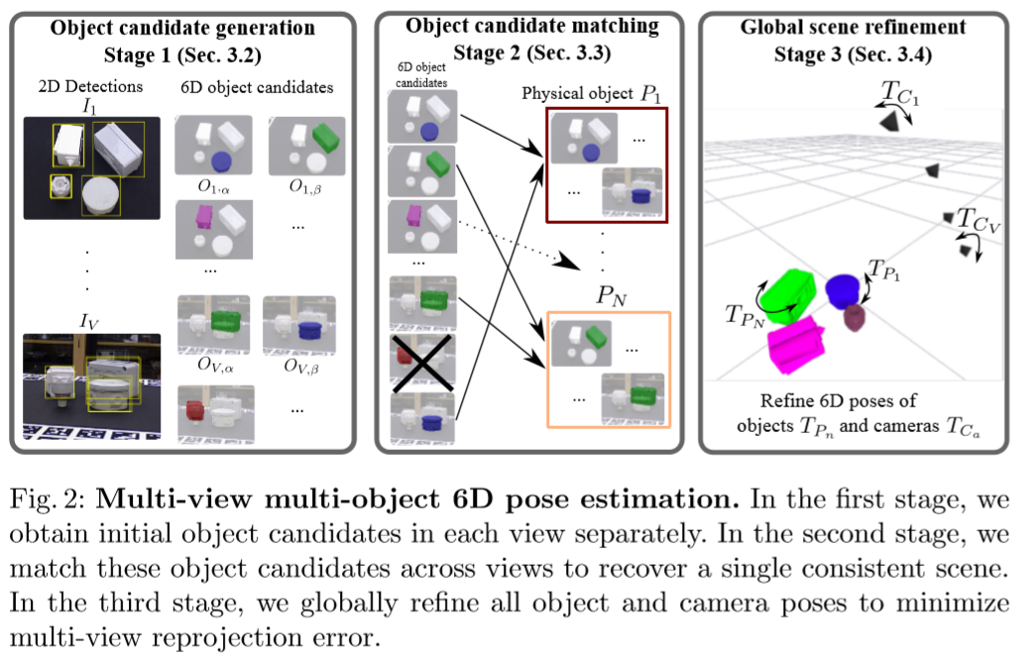 Object candidate generation
Stage 1 (Sec. 3.2)
2D Detections
6D object candidates
I_1
O_{1,α}
O_{1,β}
...
...
.
.
.
I_V
O_{V,α}
O_{V,β}
...
Object candidate matching
Stage 2 (Sec. 3.3)
6D object
candidates
Physical object P_1
...
...
...
.
.
.
P_N
...
...
Global scene refinement
Stage 3 (Sec. 3.4)
T_{C_1}
T_{C_V}
T_{P_1}
T_{P_N}
Refine 6D poses of
objects T_{P_n} and cameras T_{C_a}
Fig. 2: Multi-view multi-object 6D pose estimation. In the first stage, we
obtain initial object candidates in each view separately. In the second stage, we
match these object candidates across views to recover a single consistent scene.
In the third stage, we globally refine all object and camera poses to minimize
multi-view reprojection error.